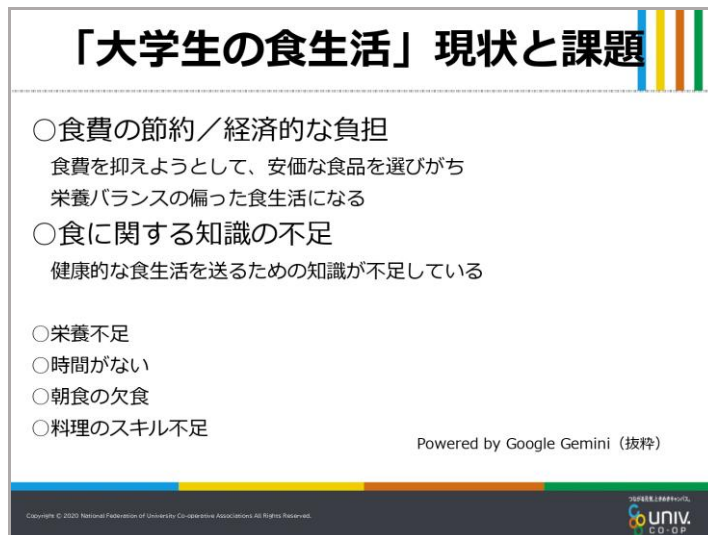 「大学生の食生活」現状と課題
○食費の節約／経済的な負担
食費を抑えようとして、安価な食品を選びがち
栄養バランスの偏った食生活になる
○食に関する知識の不足
健康的な食生活を送るための知識が不足している
○栄養不足
○時間がない
○朝食の欠食
○料理のスキル不足
Powered by Google Gemini（抜粋）
Copyright © 2020 National Federation of University Co-operative Associations All Rights Reserved.
UNIV.
CO-OP